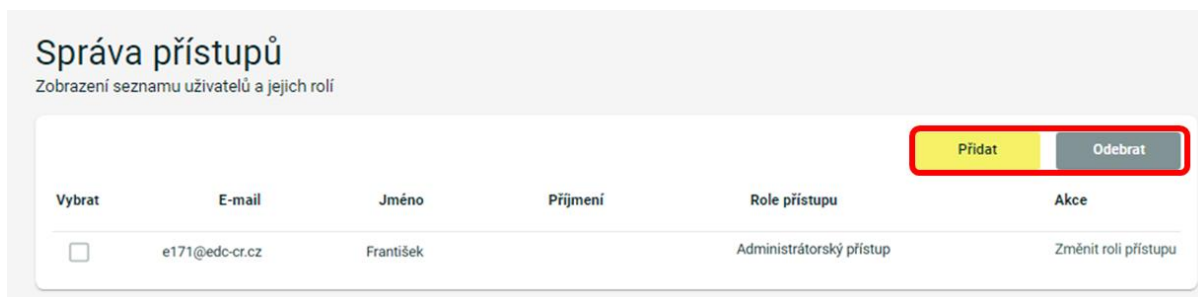 Správa přístupů
Zobrazení seznamu uživatelů a jejich rolí
Přidat Odebrat
Vybrat E-mail Jméno Příjmení Role přístupu Akce
e171@edc-cr.cz František Administrátorský přístup Změnit roli přístupu